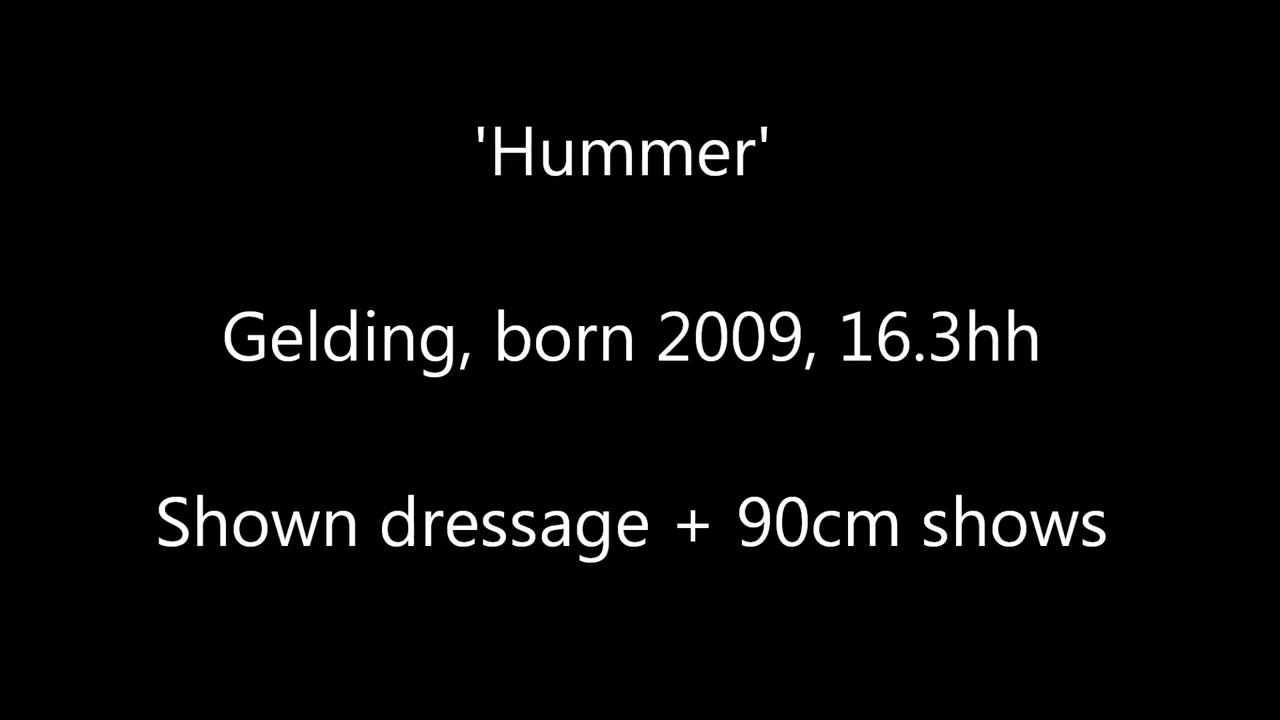 'Hummer'
Gelding, born 2009, 16.3hh
Shown dressage + 90cm shows